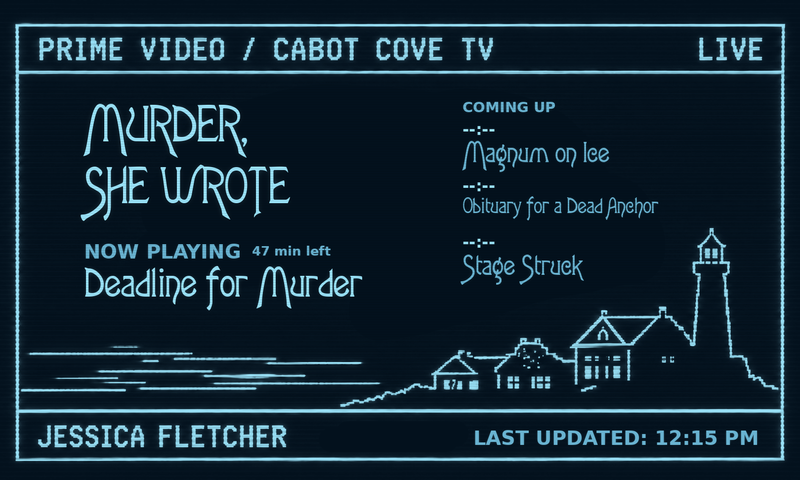 PRIME VIDEO / CABOT COVE TV
LIVE
MURDER,
SHE WROTE
NOW PLAYING 47 min left
Deadline for Murder
COMING UP
--:--
Magnum on Ice
--:--
Obituary for a Dead Anchor
--:--
Stage Struck
JESSICA FLETCHER
LAST UPDATED: 12:15 PM